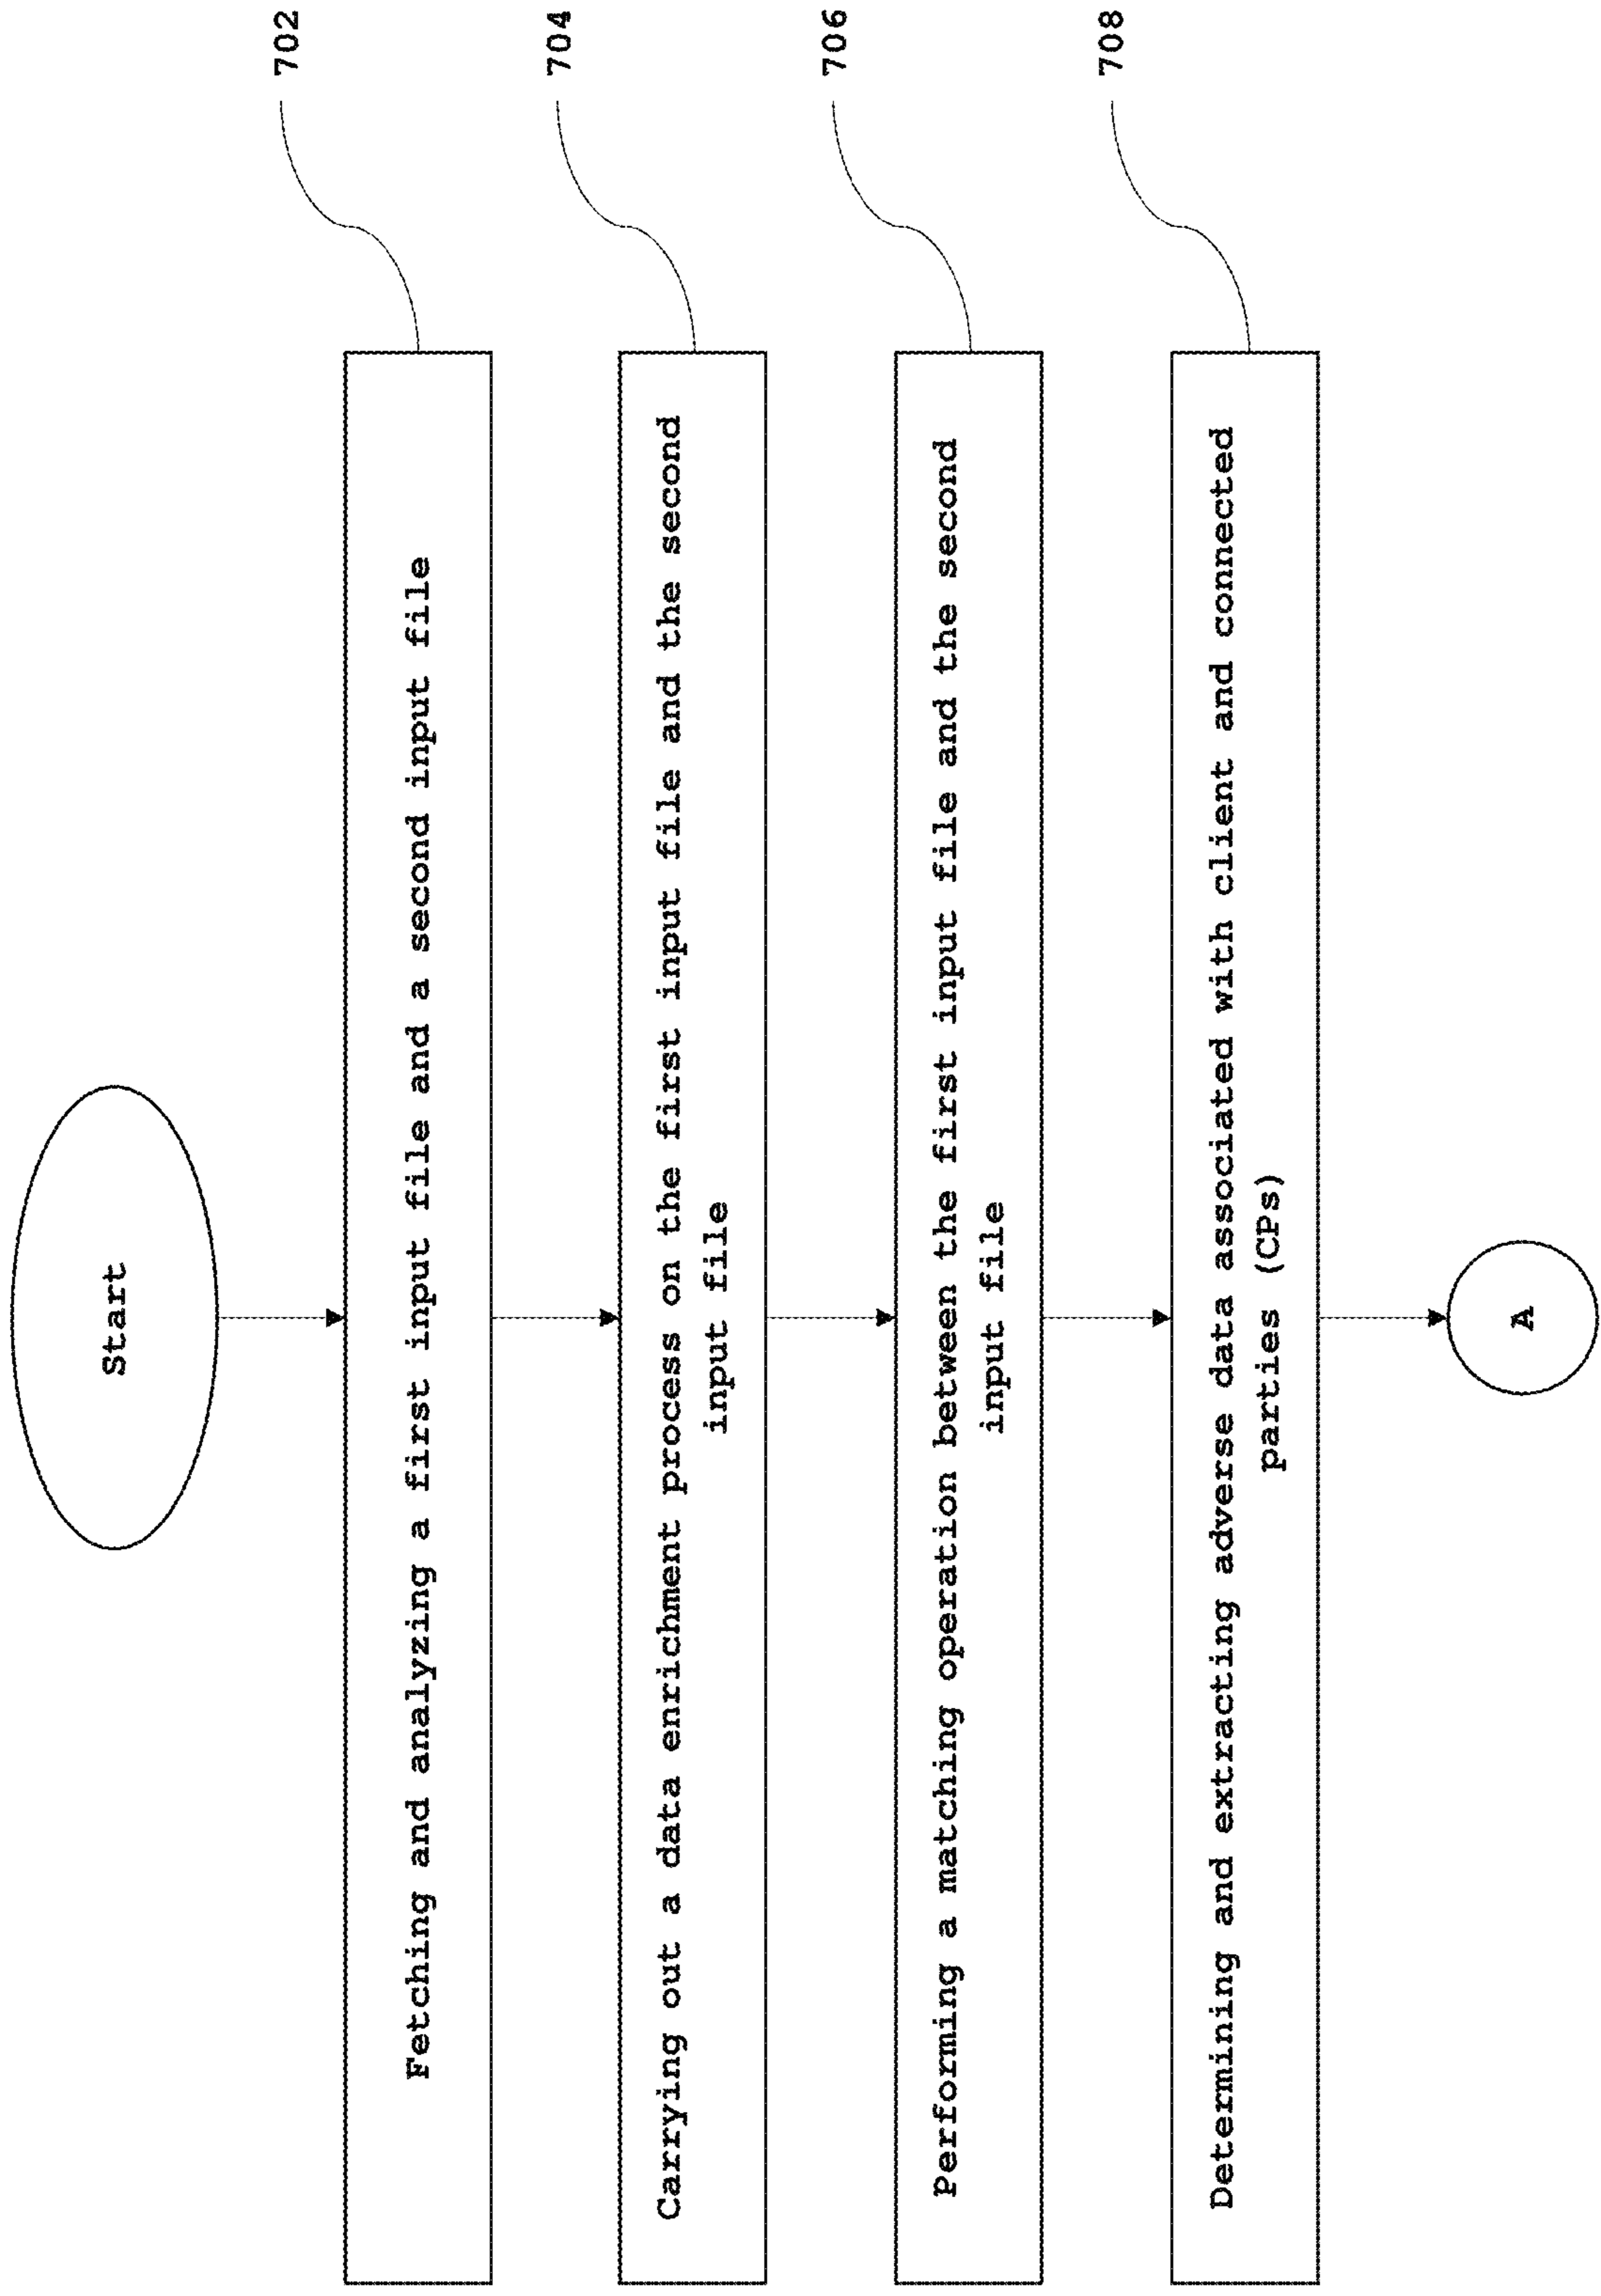 Start
702
Fetching and analyzing a first input file and a second input file
704
Carrying out a data enrichment process on the first input file and the second
input file
706
Performing a matching operation between the first input file and the second
input file
708
Determining and extracting adverse data associated with client and connected
parties (CPs)
A